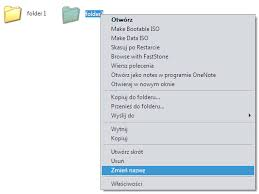 folder 1
folder
Otwórz
Make Bootable ISO
Make Data ISO
Skasuj po Restarcie
Browse with FastStone
Wiersz polecenia
Otwórz jako notes w programie OneNote
Otwieraj w nowym oknie
Kopiuj do folderu...
Przenieś do folderu...
Wyślij do
Wytnij
Kopiuj
Utwórz skrót
Usuń
Zmień nazwę
Właściwości